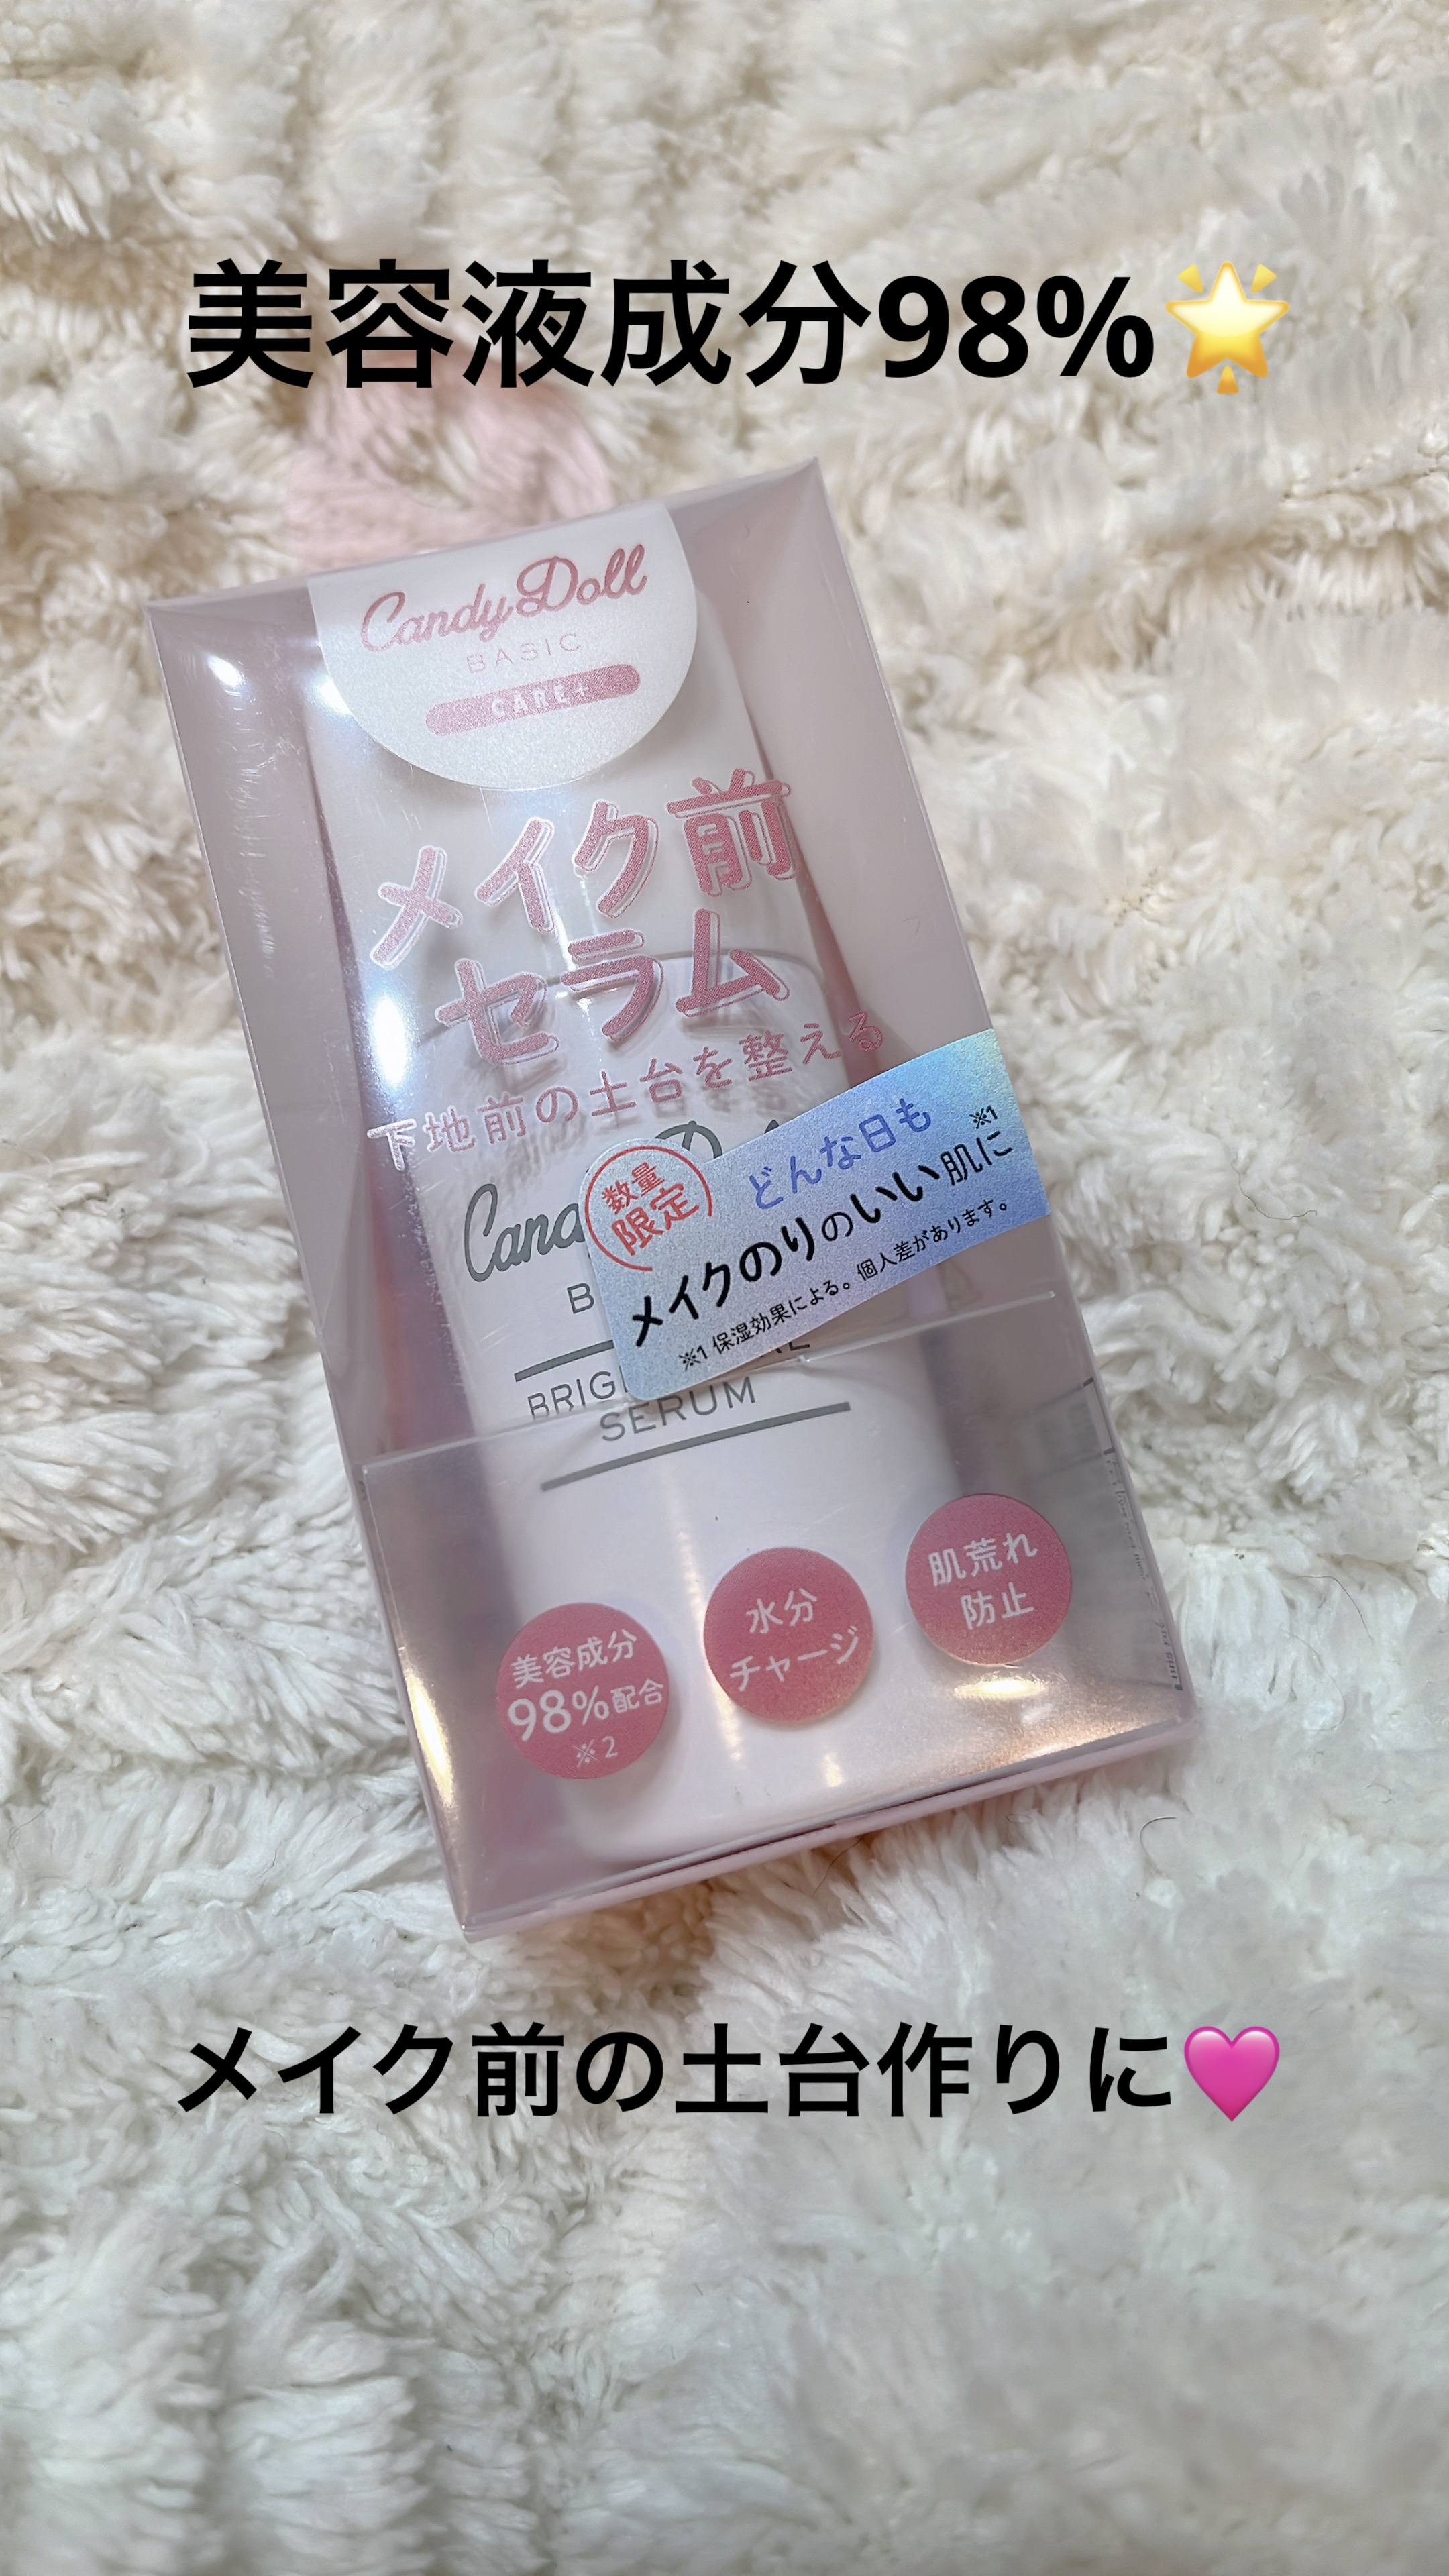 美容液成分98%🌟
Candy Doll
BASIC
CARE+
メイク前
セラム
下地前の土台を整える
数量
限定
どんな日も
メイクのりのいい肌に ※1
※1 保湿効果による。個人差があります。
SERUM
美容成分
98%配合
※2
水分
チャージ
肌荒れ
防止
メイク前の土台作りに🩷